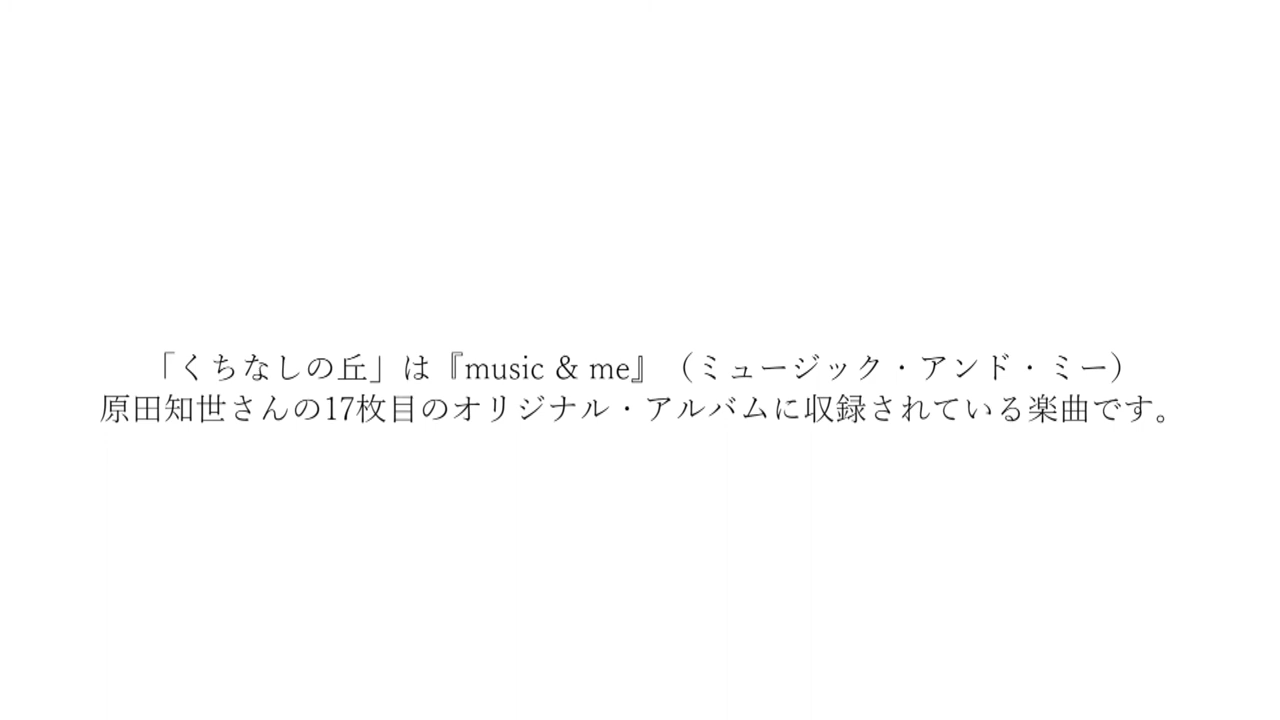 「くちなしの丘」は『music & me』（ミュージック・アンド・ミー）
原田知世さんの17枚目のオリジナル・アルバムに収録されている楽曲です。